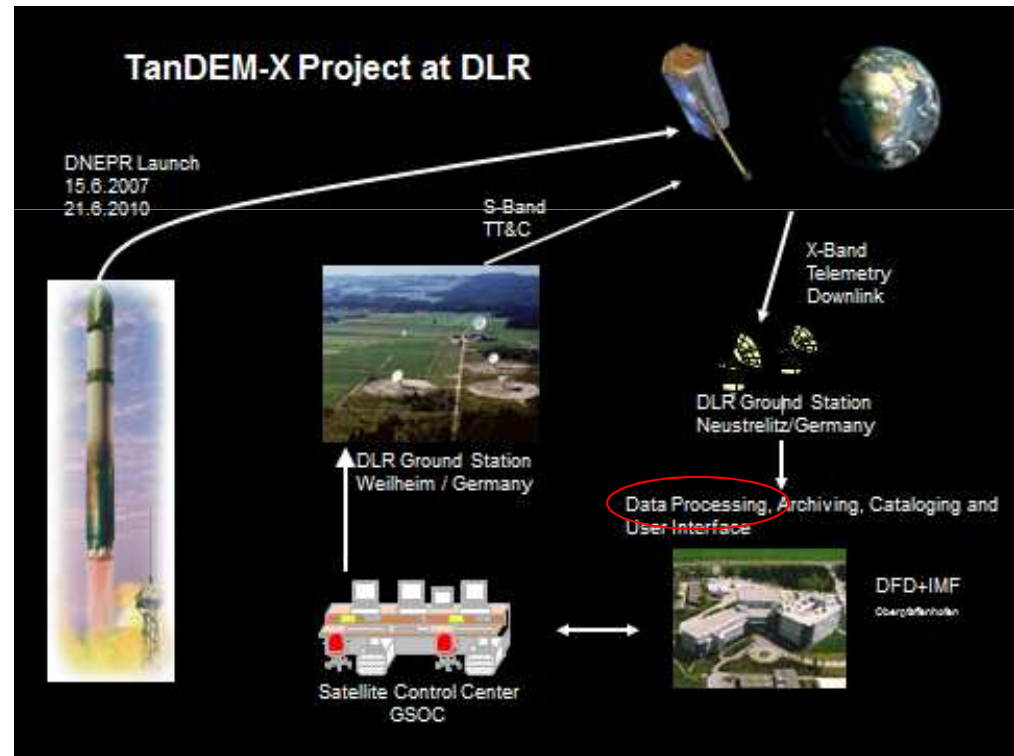 TanDEM-X Project at DLR
DNEPR Launch
15.6.2007
21.6.2010
S-Band
TT&C
X-Band
Telemetry
Downlink
DLR Ground Station
Neustrelitz/Germany
DLR Ground Station
Weilheim / Germany
Data Processing, Archiving, Cataloging and
User Interface
DFD+IMF
Oberpfaffenhofen
Satellite Control Center
GSOC